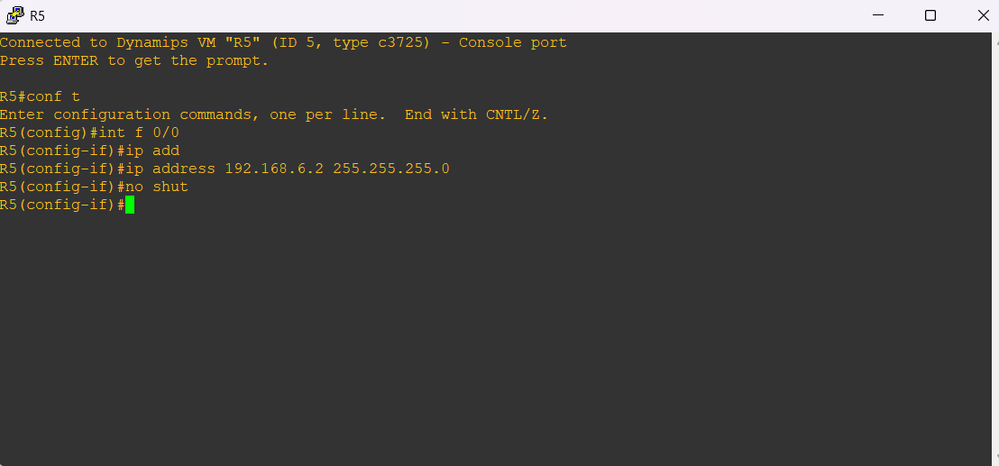 R5
Connected to Dynamips VM "R5" (ID 5, type c3725) - Console port
Press ENTER to get the prompt.
R5#conf t
Enter configuration commands, one per line.  End with CNTL/Z.
R5(config)#int f 0/0
R5(config-if)#ip add
R5(config-if)#ip address 192.168.6.2 255.255.255.0
R5(config-if)#no shut
R5(config-if)#